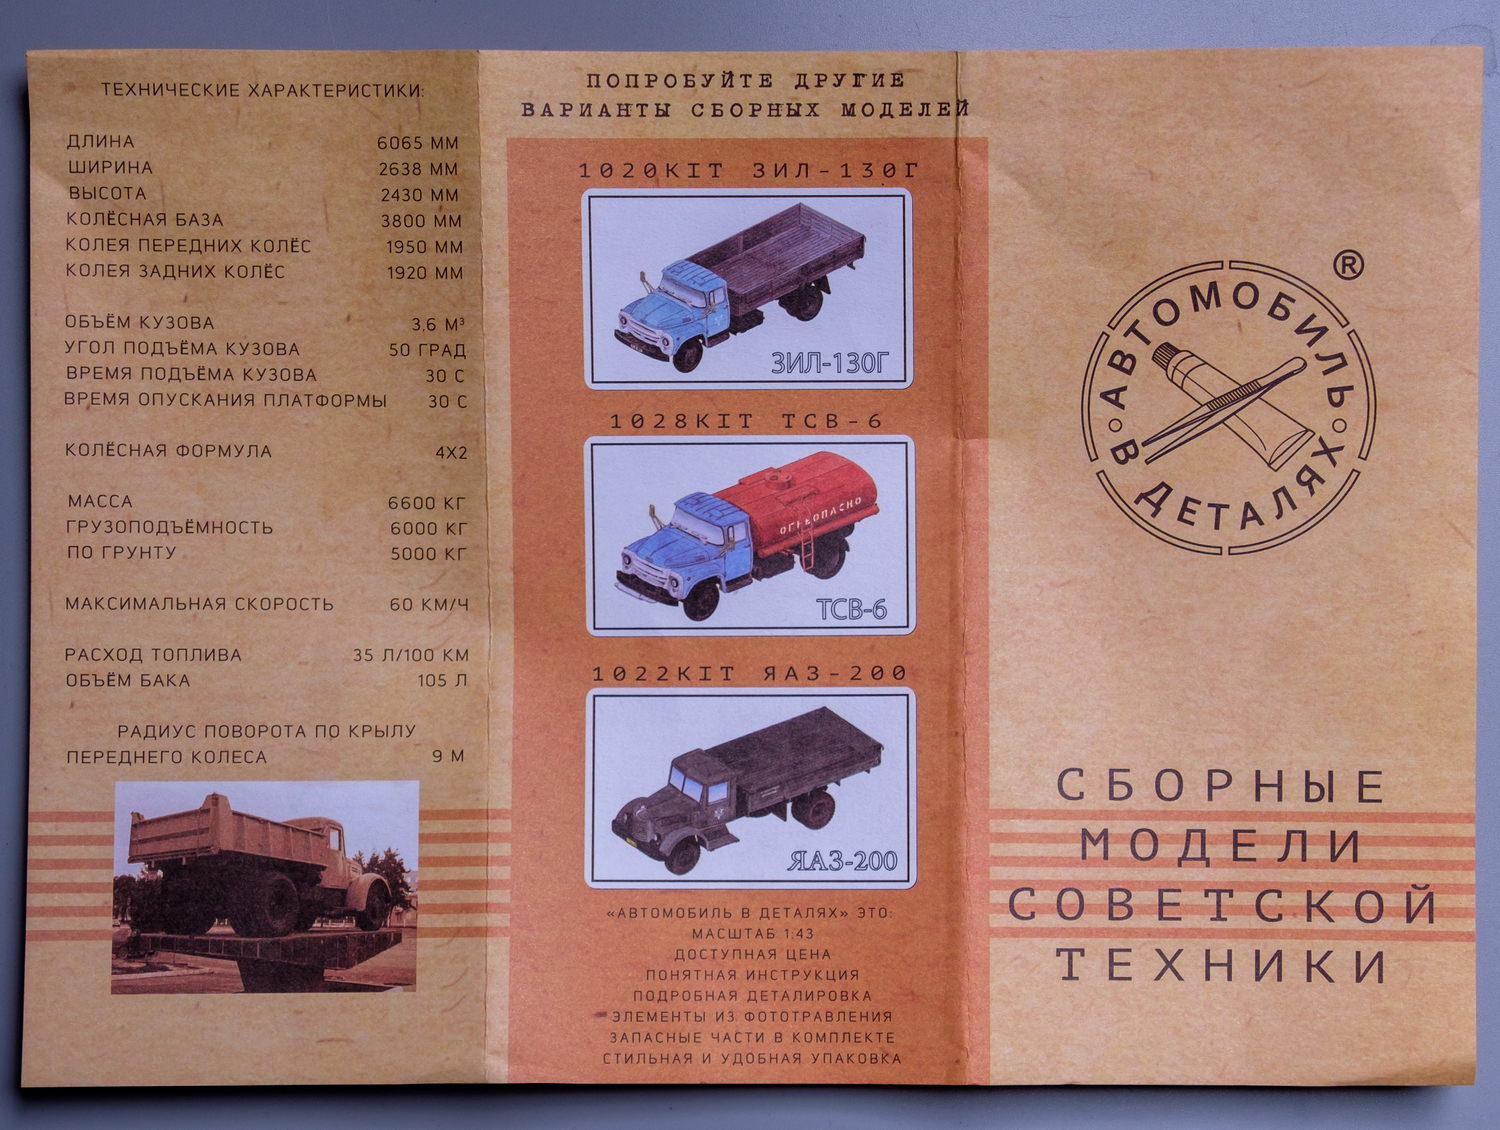 ТЕХНИЧЕСКИЕ ХАРАКТЕРИСТИКИ:
ДЛИНА 6065 ММ
ШИРИНА 2638 ММ
ВЫСОТА 2430 ММ
КОЛЁСНАЯ БАЗА 3800 ММ
КОЛЕЯ ПЕРЕДНИХ КОЛЁС 1950 ММ
КОЛЕЯ ЗАДНИХ КОЛЁС 1920 ММ
ОБЪЁМ КУЗОВА 3,6 М³
УГОЛ ПОДЪЁМА КУЗОВА 50 ГРАД
ВРЕМЯ ПОДЪЁМА КУЗОВА 30 С
ВРЕМЯ ОПУСКАНИЯ ПЛАТФОРМЫ 30 С
КОЛЁСНАЯ ФОРМУЛА 4Х2
МАССА 6600 КГ
ГРУЗОПОДЪЁМНОСТЬ 6000 КГ
ПО ГРУНТУ 5000 КГ
МАКСИМАЛЬНАЯ СКОРОСТЬ 60 КМ/Ч
РАСХОД ТОПЛИВА 35 Л/100 КМ
ОБЪЁМ БАКА 105 Л
РАДИУС ПОВОРОТА ПО КРЫЛУ
ПЕРЕДНЕГО КОЛЕСА 9 М
ПОПРОБУЙТЕ ДРУГИЕ
ВАРИАНТЫ СБОРНЫХ МОДЕЛЕЙ
1020KIT ЗИЛ-130Г
ЗИЛ-130Г
1028KIT ТСВ-6
ОГНЕОПАСНО
ТСВ-6
1022KIT ЯАЗ-200
ЯАЗ-200
«АВТОМОБИЛЬ В ДЕТАЛЯХ» ЭТО:
МАСШТАБ 1:43
ДОСТУПНАЯ ЦЕНА
ПОНЯТНАЯ ИНСТРУКЦИЯ
ПОДРОБНАЯ ДЕТАЛИРОВКА
ЭЛЕМЕНТЫ ИЗ ФОТОТРАВЛЕНИЯ
ЗАПАСНЫЕ ЧАСТИ В КОМПЛЕКТЕ
СТИЛЬНАЯ И УДОБНАЯ УПАКОВКА
®
АВТОМОБИЛЬ
В ДЕТАЛЯХ
СБОРНЫЕ
МОДЕЛИ
СОВЕТСКОЙ
ТЕХНИКИ